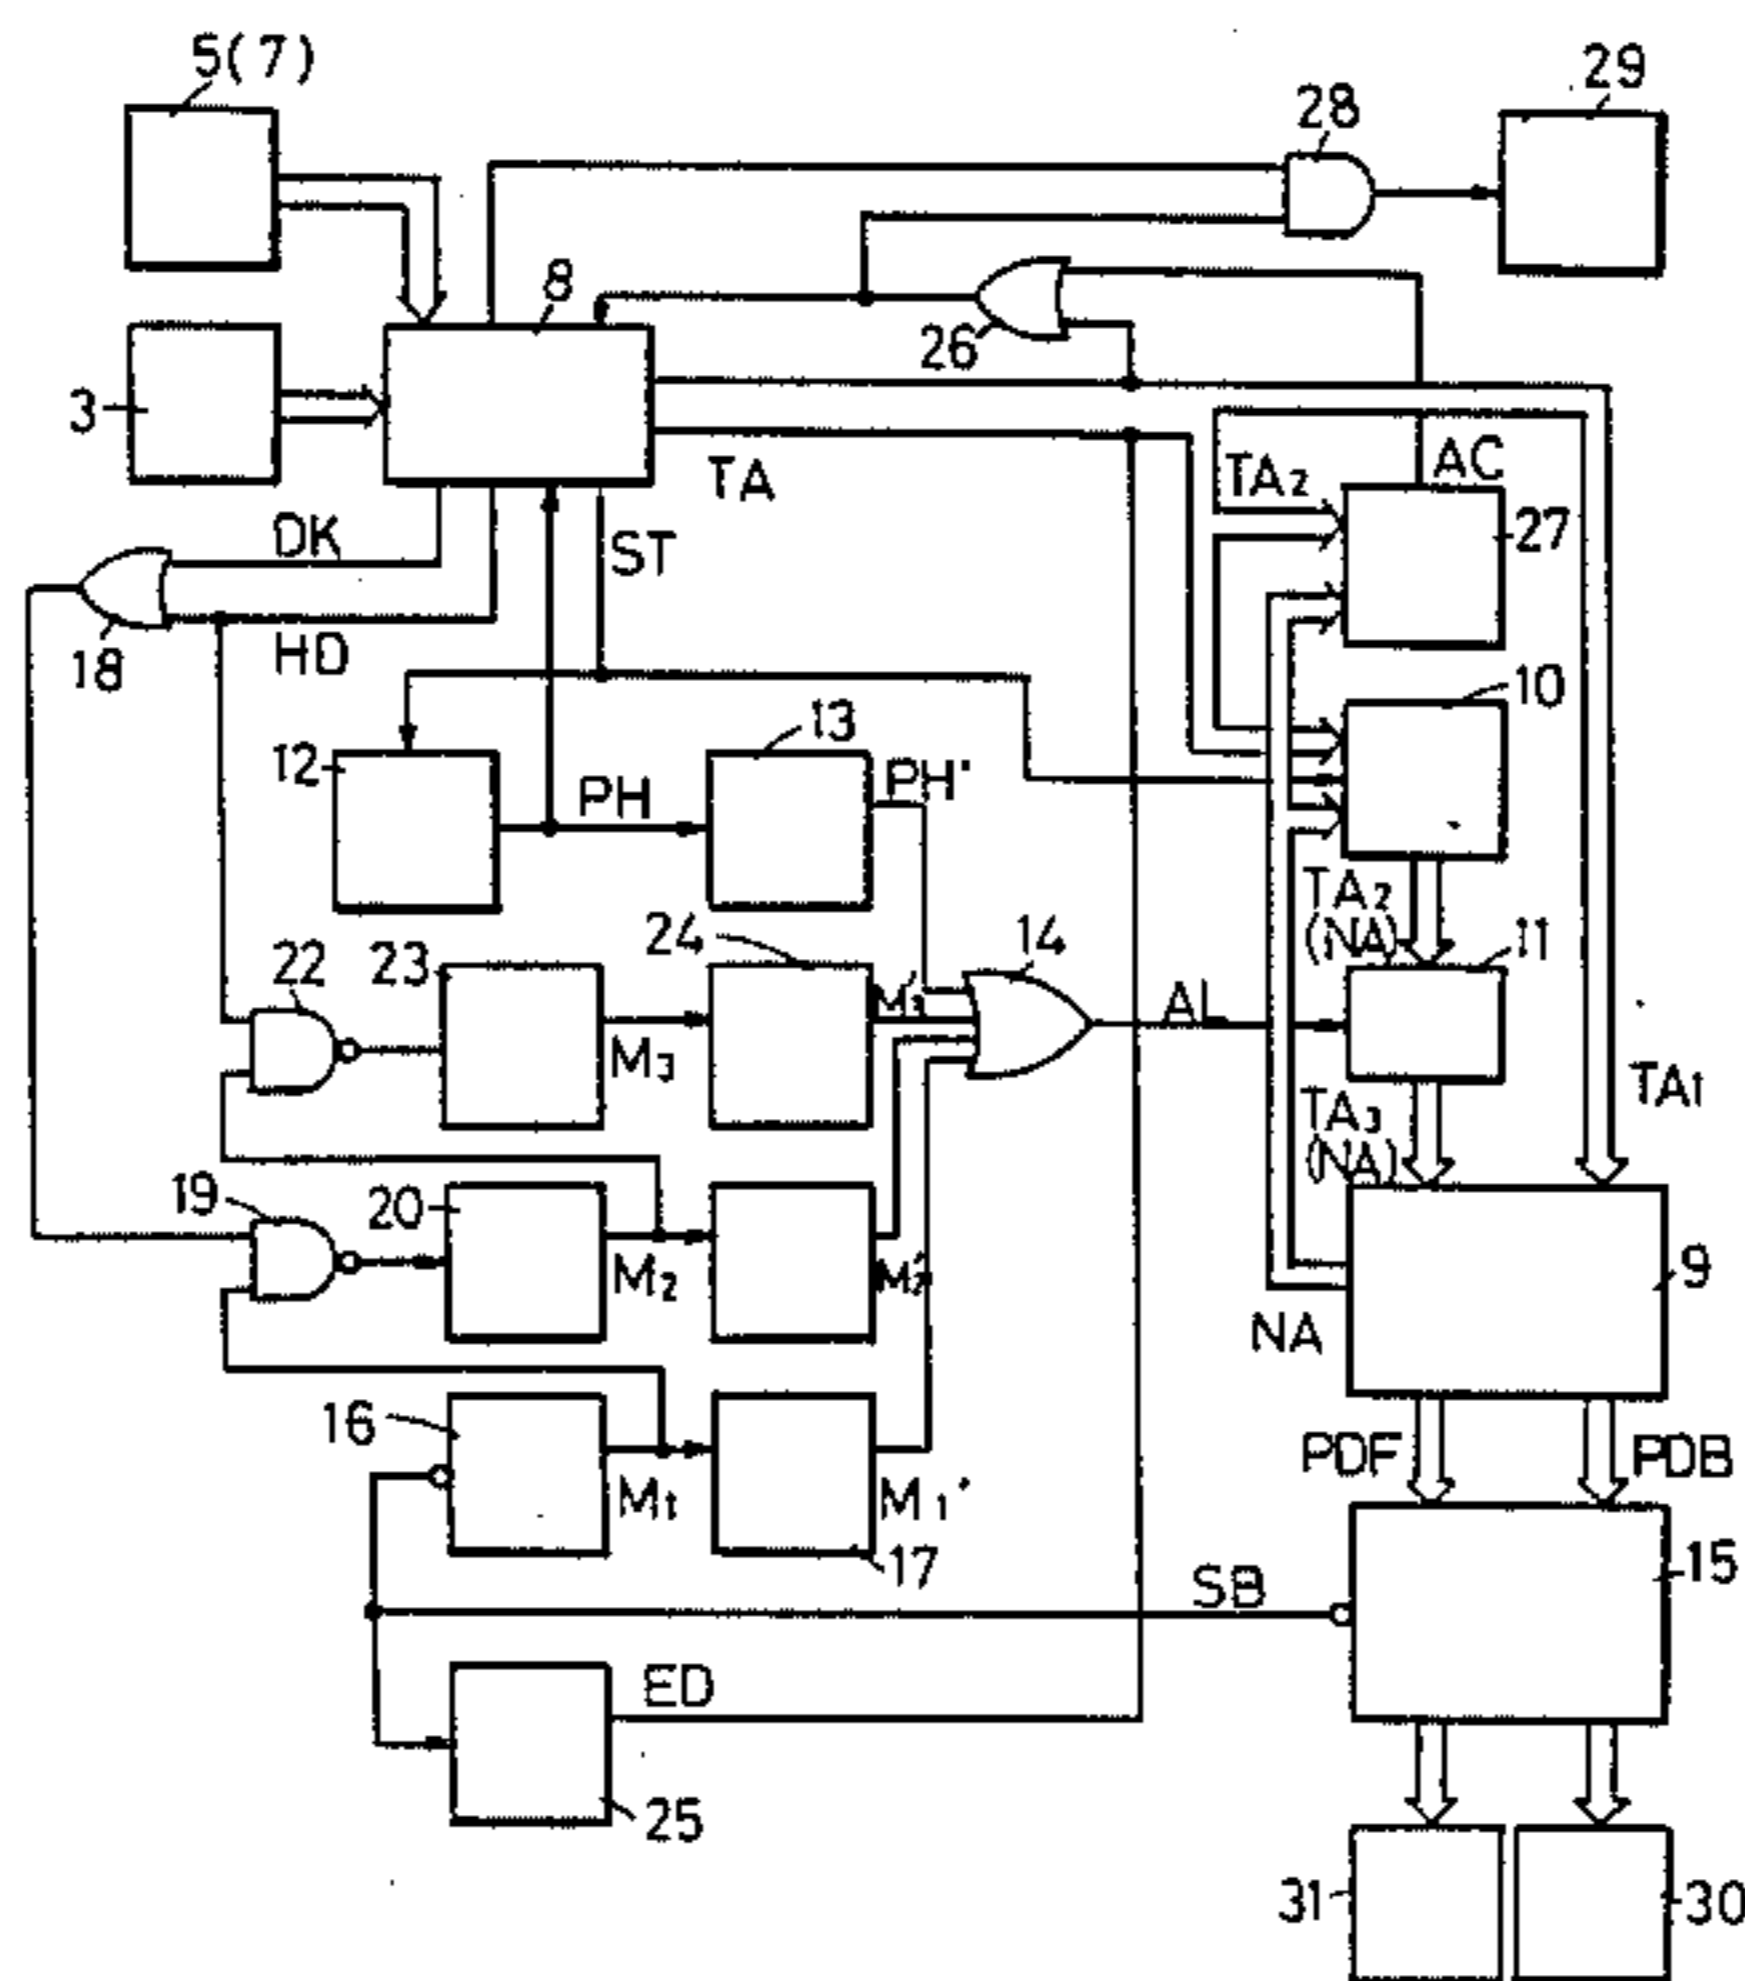 5(7)
29
28
8
26
3
TA
AC
TA2
27
DK
ST
HD
18
10
13
12
PH
PH'
TA2
(NA)
24
14
11
22
23
M3'
AL
M3
TA1
TA3
(NA)
19
20
M2
M2'
9
NA
16
PDF
PDB
M1
M1'
17
15
SB
ED
25
31
30